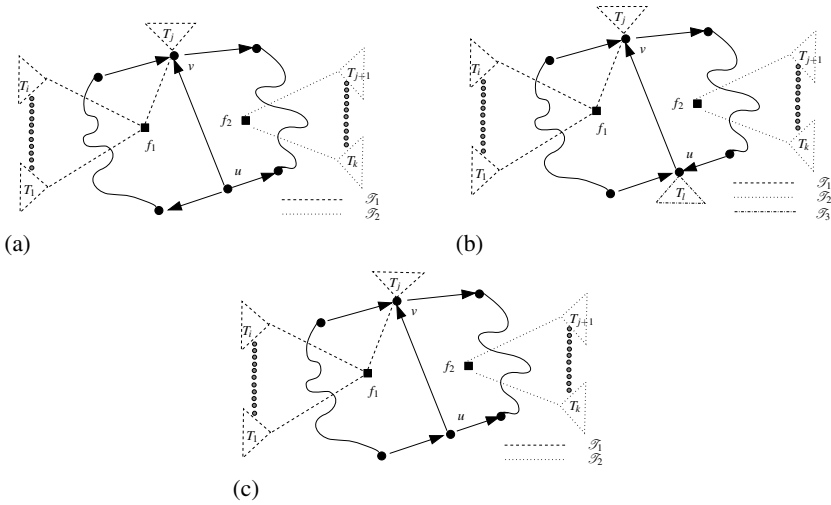 T_j
v
T_i
T_{j+1}
f_1
f_2
T_1
T_k
u
𝒯_1
𝒯_2
(a)
T_j
v
T_i
T_{j+1}
f_2
f_1
T_1
T_k
u
T_l
𝒯_1
𝒯_2
𝒯_3
(b)
T_j
v
T_i
T_{j+1}
f_1
f_2
T_1
T_k
u
𝒯_1
𝒯_2
(c)